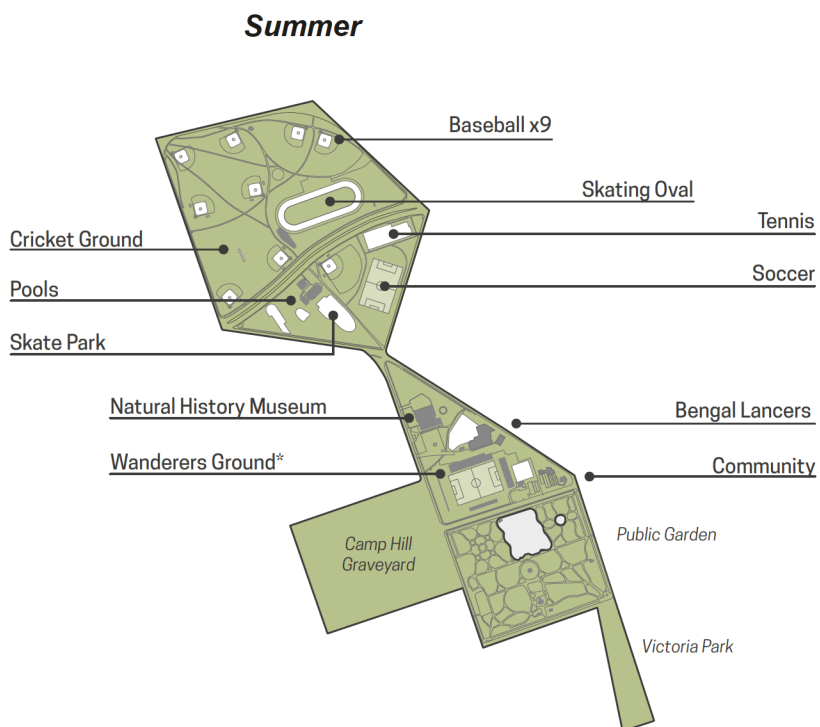 Summer
Baseball x9
Skating Oval
Tennis
Cricket Ground
Soccer
Pools
Skate Park
Natural History Museum
Bengal Lancers
Wanderers Ground*
Community
Public Garden
Camp Hill
Graveyard
Victoria Park